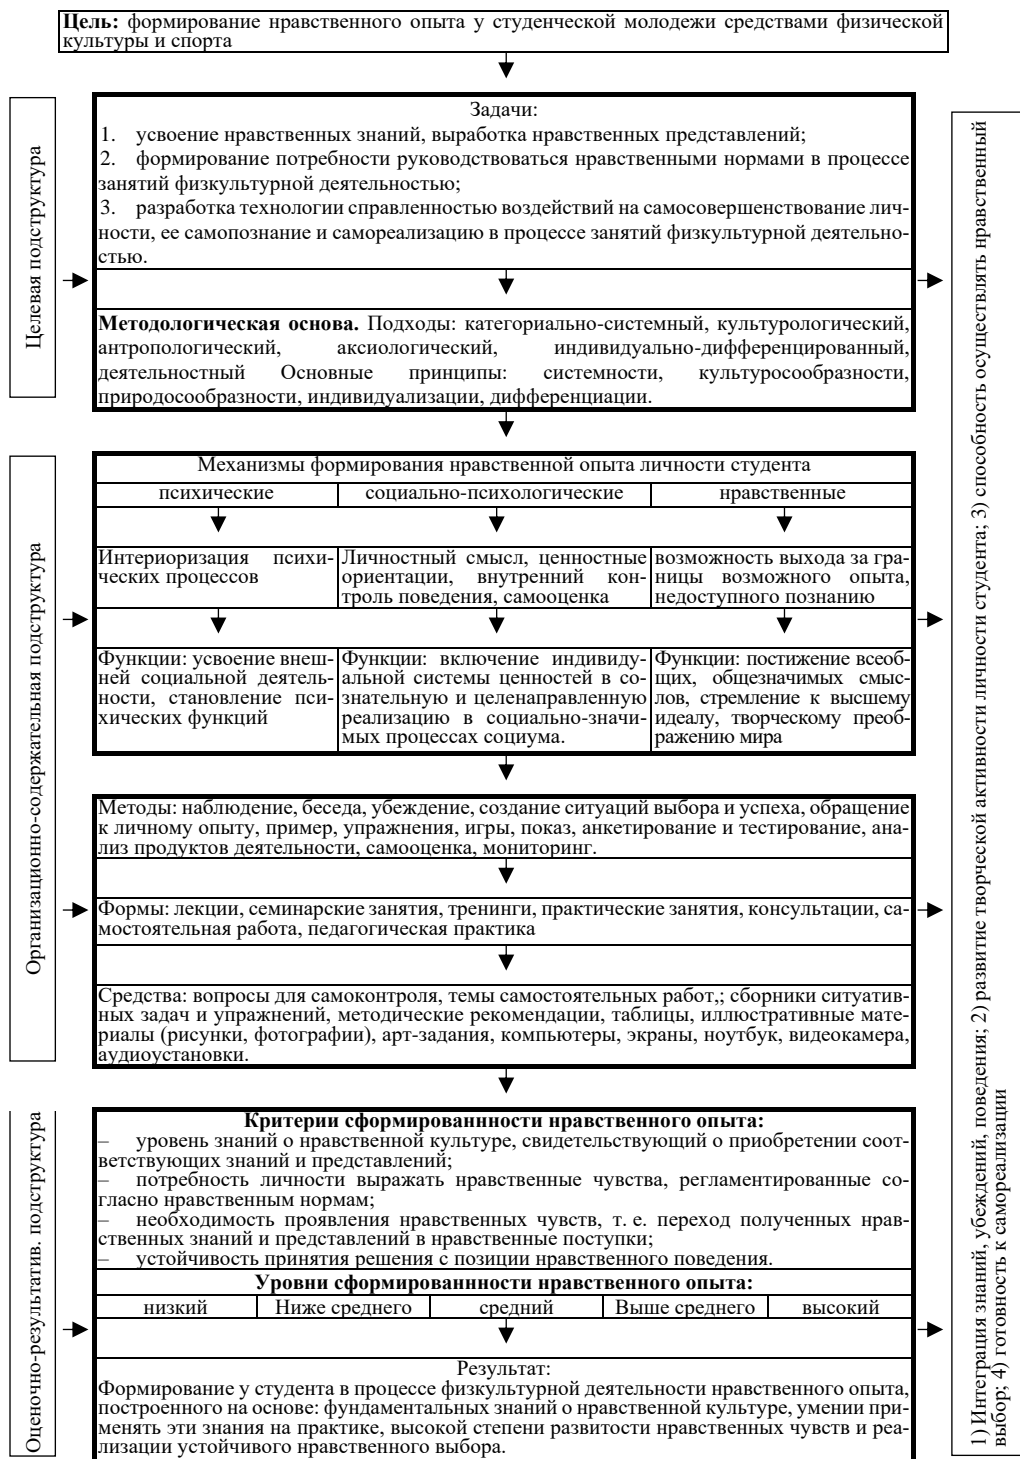 Цель: формирование нравственного опыта у студенческой молодежи средствами физической
культуры и спорта
Целевая подструктура
Задачи:
1. усвоение нравственных знаний, выработка нравственных представлений;
2. формирование потребности руководствоваться нравственными нормами в процессе
занятий физкультурной деятельностью;
3. разработка технологии справленностью воздействий на самосовершенствование лич-
ности, ее самопознание и самореализацию в процессе занятий физкультурной деятельно-
стью.
Методологическая основа. Подходы: категориально-системный, культурологический,
антропологический, аксиологический, индивидуально-дифференцированный,
деятельностный Основные принципы: системности, культуросообразности,
природосообразности, индивидуализации, дифференциации.
Организационно-содержательная подструктура
Механизмы формирования нравственной опыта личности студента
психические
социально-психологические
нравственные
Интериоризация психи-
ческих процессов
Личностный смысл, ценностные
ориентации, внутренний кон-
троль поведения, самооценка
возможность выхода за гра-
ницы возможного опыта,
недоступного познанию
Функции: усвоение внеш-
ней социальной деятель-
ности, становление пси-
хических функций
Функции: включение индивиду-
альной системы ценностей в со-
знательную и целенаправленную
реализацию в социально-значи-
мых процессах социума.
Функции: постижение всеоб-
щих, общезначимых смыс-
лов, стремление к высшему
идеалу, творческому преоб-
ражению мира
Методы: наблюдение, беседа, убеждение, создание ситуаций выбора и успеха, обращение
к личному опыту, пример, упражнения, игры, показ, анкетирование и тестирование, ана-
лиз продуктов деятельности, самооценка, мониторинг.
Формы: лекции, семинарские занятия, тренинги, практические занятия, консультации, са-
мостоятельная работа, педагогическая практика
Средства: вопросы для самоконтроля, темы самостоятельных работ,; сборники ситуатив-
ных задач и упражнений, методические рекомендации, таблицы, иллюстративные мате-
риалы (рисунки, фотографии), арт-задания, компьютеры, экраны, ноутбук, видеокамера,
аудиоустановки.
Оценочно-результатив. подструктура
Критерии сформированнности нравственного опыта:
– уровень знаний о нравственной культуре, свидетельствующий о приобретении соот-
ветствующих знаний и представлений;
– потребность личности выражать нравственные чувства, регламентированные со-
гласно нравственным нормам;
– необходимость проявления нравственных чувств, т. е. переход полученных нрав-
ственных знаний и представлений в нравственные поступки;
– устойчивость принятия решения с позиции нравственного поведения.
Уровни сформированнности нравственного опыта:
низкий
Ниже среднего
средний
Выше среднего
высокий
Результат:
Формирование у студента в процессе физкультурной деятельности нравственного опыта,
построенного на основе: фундаментальных знаний о нравственной культуре, умении при-
менять эти знания на практике, высокой степени развитости нравственных чувств и реа-
лизации устойчивого нравственного выбора.
1) Интеграция знаний, убеждений, поведения; 2) развитие творческой активности личности студента; 3) способность осуществлять нравственный
выбор; 4) готовность к самореализации